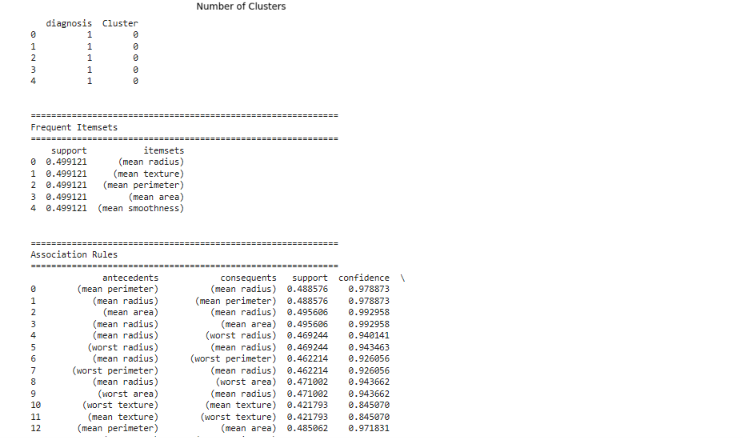 Number of Clusters
diagnosis Cluster
0 1 0
1 1 0
2 1 0
3 1 0
4 1 0
============================================================
Frequent Itemsets
============================================================
support itemsets
0 0.499121 (mean radius)
1 0.499121 (mean texture)
2 0.499121 (mean perimeter)
3 0.499121 (mean area)
4 0.499121 (mean smoothness)
============================================================
Association Rules
============================================================
antecedents consequents support confidence \
0 (mean perimeter) (mean radius) 0.488576 0.978873
1 (mean radius) (mean perimeter) 0.488576 0.978873
2 (mean area) (mean radius) 0.495606 0.992958
3 (mean radius) (mean area) 0.495606 0.992958
4 (mean radius) (worst radius) 0.469244 0.940141
5 (worst radius) (mean radius) 0.469244 0.943463
6 (mean radius) (worst perimeter) 0.462214 0.926056
7 (worst perimeter) (mean radius) 0.462214 0.926056
8 (mean radius) (worst area) 0.471002 0.943662
9 (worst area) (mean radius) 0.471002 0.943662
10 (worst texture) (mean texture) 0.421793 0.845070
11 (mean texture) (worst texture) 0.421793 0.845070
12 (mean perimeter) (mean area) 0.485062 0.971831